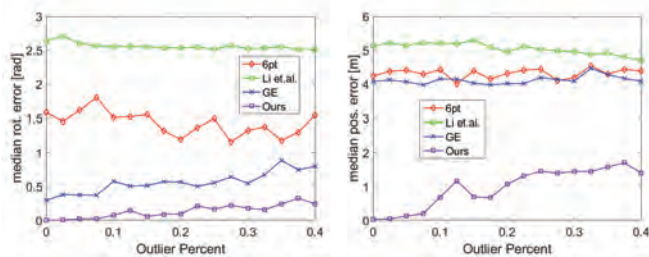 median rot. error [rad]
3
2.5
2
1.5
1
0.5
0
6pt
Li et.al.
GE
Ours
0
0.1
0.2
0.3
0.4
Outlier Percent
median pos. error [m]
6
5
4
3
2
1
0
6pt
Li et.al.
GE
Ours
0
0.1
0.2
0.3
0.4
Outlier Percent